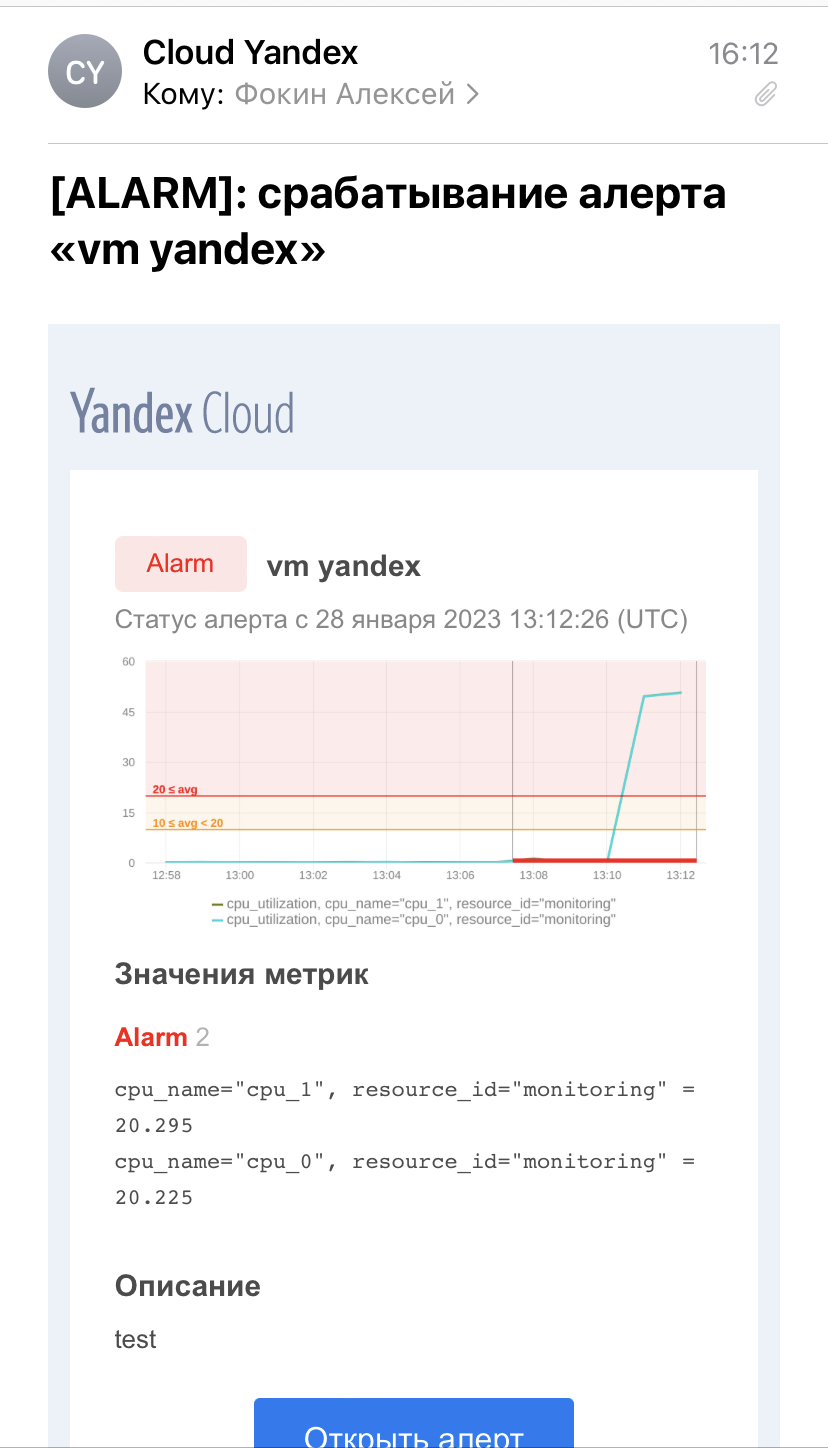 CY
Cloud Yandex
16:12
Кому: Фокин Алексей
[ALARM]: срабатывание алерта
«vm yandex»
Yandex Cloud
Alarm
vm yandex
Статус алерта с 28 января 2023 13:12:26 (UTC)
60
45
30
20 ≤ avg
15
10 ≤ avg < 20
0
12:58 13:00 13:02 13:04 13:06 13:08 13:10 13:12
cpu_utilization, cpu_name="cpu_1", resource_id="monitoring"
cpu_utilization, cpu_name="cpu_0", resource_id="monitoring"
Значения метрик
Alarm 2
cpu_name="cpu_1", resource_id="monitoring" =
20.295
cpu_name="cpu_0", resource_id="monitoring" =
20.225
Описание
test
Открыть алерт